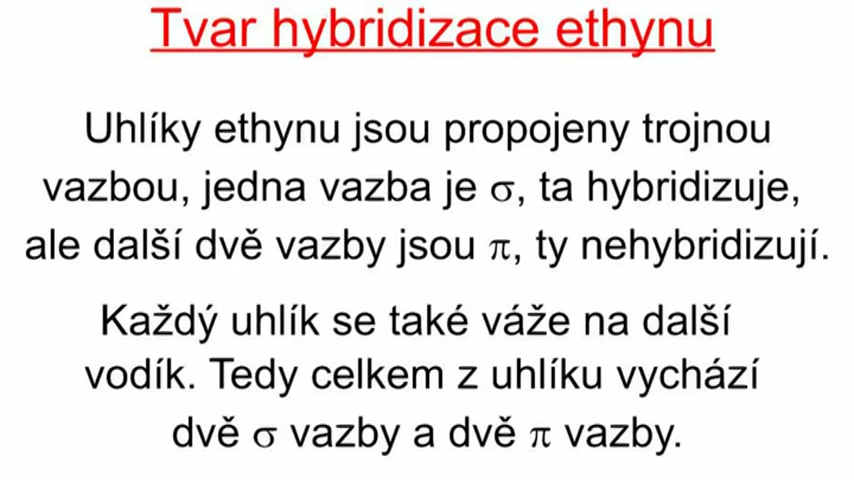 Tvar hybridizace ethynu
Uhlíky ethynu jsou propojeny trojnou
vazbou, jedna vazba je σ, ta hybridizuje,
ale další dvě vazby jsou π, ty nehybridizují.
Každý uhlík se také váže na další
vodík. Tedy celkem z uhlíku vychází
dvě σ vazby a dvě π vazby.